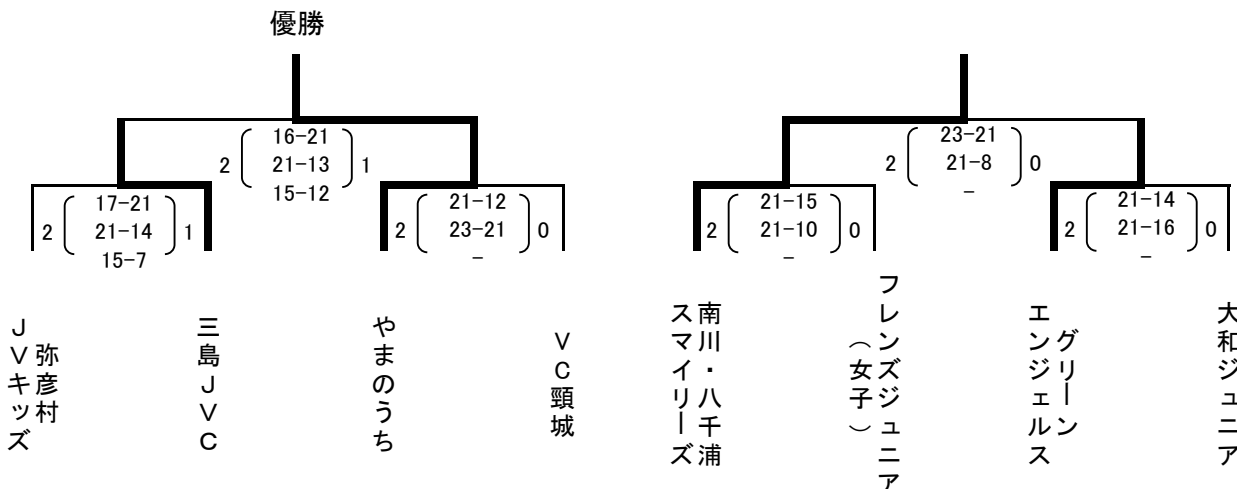 優勝
16-21
2 21-13 1
15-12
17-21
2 21-14 1
15-7
21-12
2 23-21 0
-
弥彦村
JVキッズ
三島JVC
やまのうち
VC頸城
23-21
2 21-8 0
-
21-15
2 21-10 0
-
21-14
2 21-16 0
-
南川・八千浦
スマイリーズ
フレンズジュニア
(女子)
グリーン
エンジェルス
大和ジュニア